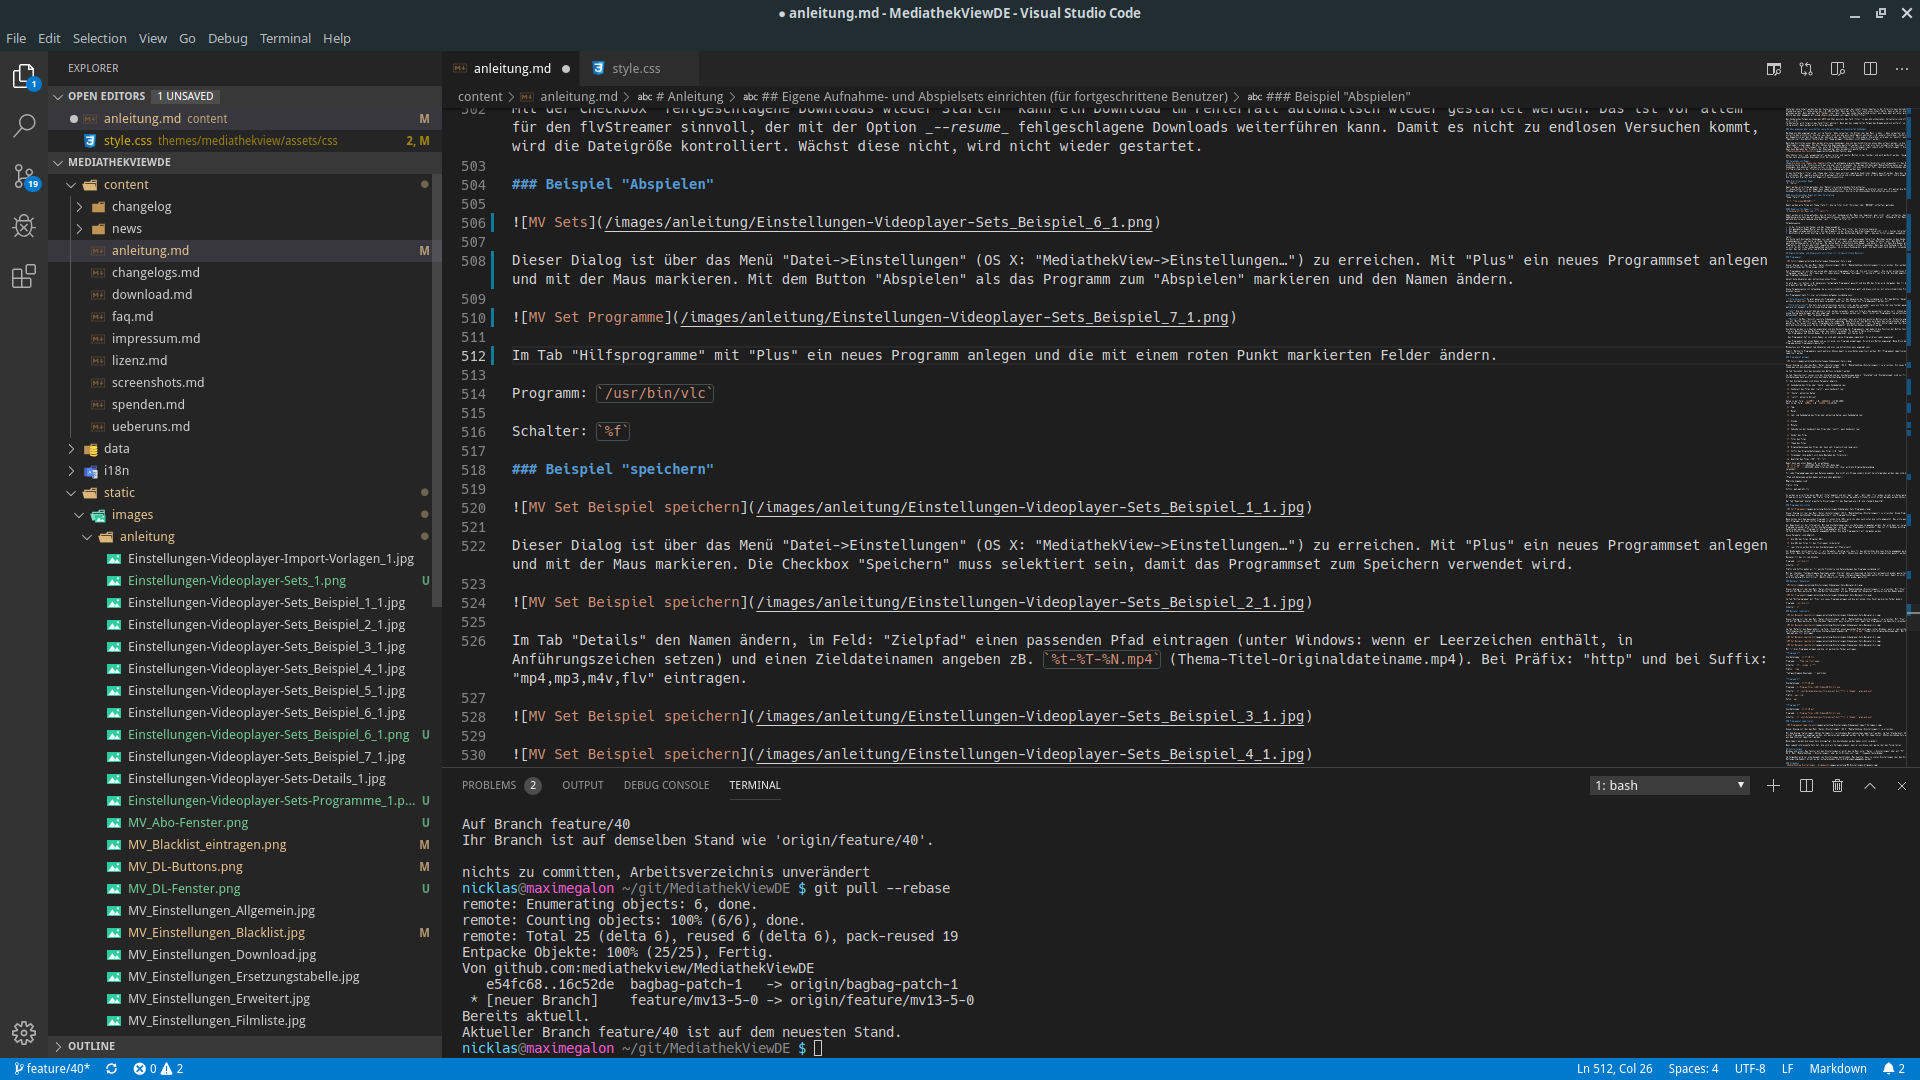 ● anleitung.md - MediathekViewDE - Visual Studio Code
File Edit Selection View Go Debug Terminal Help
1
19
EXPLORER
OPEN EDITORS 1 UNSAVED
● anleitung.md content M
style.css themes/mediathekview/assets/css 2, M
MEDIATHEKVIEWDE
content
changelog
news
anleitung.md M
changelogs.md
download.md
faq.md
impressum.md
lizenz.md
screenshots.md
spenden.md
ueberuns.md
data
i18n
static
images
anleitung
Einstellungen-Videoplayer-Import-Vorlagen_1.jpg
Einstellungen-Videoplayer-Sets_1.png U
Einstellungen-Videoplayer-Sets_Beispiel_1_1.jpg
Einstellungen-Videoplayer-Sets_Beispiel_2_1.jpg
Einstellungen-Videoplayer-Sets_Beispiel_3_1.jpg
Einstellungen-Videoplayer-Sets_Beispiel_4_1.jpg
Einstellungen-Videoplayer-Sets_Beispiel_5_1.jpg
Einstellungen-Videoplayer-Sets_Beispiel_6_1.jpg
Einstellungen-Videoplayer-Sets_Beispiel_6_1.png U
Einstellungen-Videoplayer-Sets_Beispiel_7_1.jpg
Einstellungen-Videoplayer-Sets-Details_1.jpg
Einstellungen-Videoplayer-Sets-Programme_1.p... U
MV_Abo-Fenster.png U
MV_Blacklist_eintragen.png M
MV_DL-Buttons.png M
MV_DL-Fenster.png U
MV_Einstellungen_Allgemein.jpg
MV_Einstellungen_Blacklist.jpg M
MV_Einstellungen_Download.jpg
MV_Einstellungen_Ersetzungstabelle.jpg
MV_Einstellungen_Erweitert.jpg
MV_Einstellungen_Filmliste.jpg
OUTLINE
anleitung.md ● style.css
content > anleitung.md > abc # Anleitung > abc ## Eigene Aufnahme- und Abspielsets einrichten (für fortgeschrittene Benutzer) > abc ### Beispiel "Abspielen"
502 Mit der Checkbox "fehlgeschlagene Downloads wieder starten" kann ein Download im Fehlerfall automatisch wieder gestartet werden. Das ist vor allem
für den flvStreamer sinnvoll, der mit der Option _--resume_ fehlgeschlagene Downloads weiterführen kann. Damit es nicht zu endlosen Versuchen kommt,
wird die Dateigröße kontrolliert. Wächst diese nicht, wird nicht wieder gestartet.
503
504 ### Beispiel "Abspielen"
505
506 ![MV Sets](/images/anleitung/Einstellungen-Videoplayer-Sets_Beispiel_6_1.png)
507
508 Dieser Dialog ist über das Menü "Datei->Einstellungen" (OS X: "MediathekView->Einstellungen…") zu erreichen. Mit "Plus" ein neues Programmset anlegen
und mit der Maus markieren. Mit dem Button "Abspielen" als das Programm zum "Abspielen" markieren und den Namen ändern.
509
510 ![MV Set Programme](/images/anleitung/Einstellungen-Videoplayer-Sets_Beispiel_7_1.png)
511
512 Im Tab "Hilfsprogramme" mit "Plus" ein neues Programm anlegen und die mit einem roten Punkt markierten Felder ändern.
513
514 Programm: `/usr/bin/vlc`
515
516 Schalter: `%f`
517
518 ### Beispiel "speichern"
519
520 ![MV Set Beispiel speichern](/images/anleitung/Einstellungen-Videoplayer-Sets_Beispiel_1_1.jpg)
521
522 Dieser Dialog ist über das Menü "Datei->Einstellungen" (OS X: "MediathekView->Einstellungen…") zu erreichen. Mit "Plus" ein neues Programmset anlegen
und mit der Maus markieren. Die Checkbox "Speichern" muss selektiert sein, damit das Programmset zum Speichern verwendet wird.
523
524 ![MV Set Beispiel speichern](/images/anleitung/Einstellungen-Videoplayer-Sets_Beispiel_2_1.jpg)
525
526 Im Tab "Details" den Namen ändern, im Feld: "Zielpfad" einen passenden Pfad eintragen (unter Windows: wenn er Leerzeichen enthält, in
Anführungszeichen setzen) und einen Zieldateinamen angeben zB. `%t-%T-%N.mp4` (Thema-Titel-Originaldateiname.mp4). Bei Präfix: "http" und bei Suffix:
"mp4,mp3,m4v,flv" eintragen.
527
528 ![MV Set Beispiel speichern](/images/anleitung/Einstellungen-Videoplayer-Sets_Beispiel_3_1.jpg)
529
530 ![MV Set Beispiel speichern](/images/anleitung/Einstellungen-Videoplayer-Sets_Beispiel_4_1.jpg)
PROBLEMS 2 OUTPUT DEBUG CONSOLE TERMINAL 1: bash
Auf Branch feature/40
Ihr Branch ist auf demselben Stand wie 'origin/feature/40'.
nichts zu committen, Arbeitsverzeichnis unverändert
nicklas@maximegalon ~/git/MediathekViewDE $ git pull --rebase
remote: Enumerating objects: 6, done.
remote: Counting objects: 100% (6/6), done.
remote: Total 25 (delta 6), reused 6 (delta 6), pack-reused 19
Entpacke Objekte: 100% (25/25), Fertig.
Von github.com:mediathekview/MediathekViewDE
e54fc68..16c52de bagbag-patch-1 -> origin/bagbag-patch-1
* [neuer Branch] feature/mv13-5-0 -> origin/feature/mv13-5-0
Bereits aktuell.
Aktueller Branch feature/40 ist auf dem neuesten Stand.
nicklas@maximegalon ~/git/MediathekViewDE $
feature/40* 0 2 Ln 512, Col 26 Spaces: 4 UTF-8 LF Markdown 2